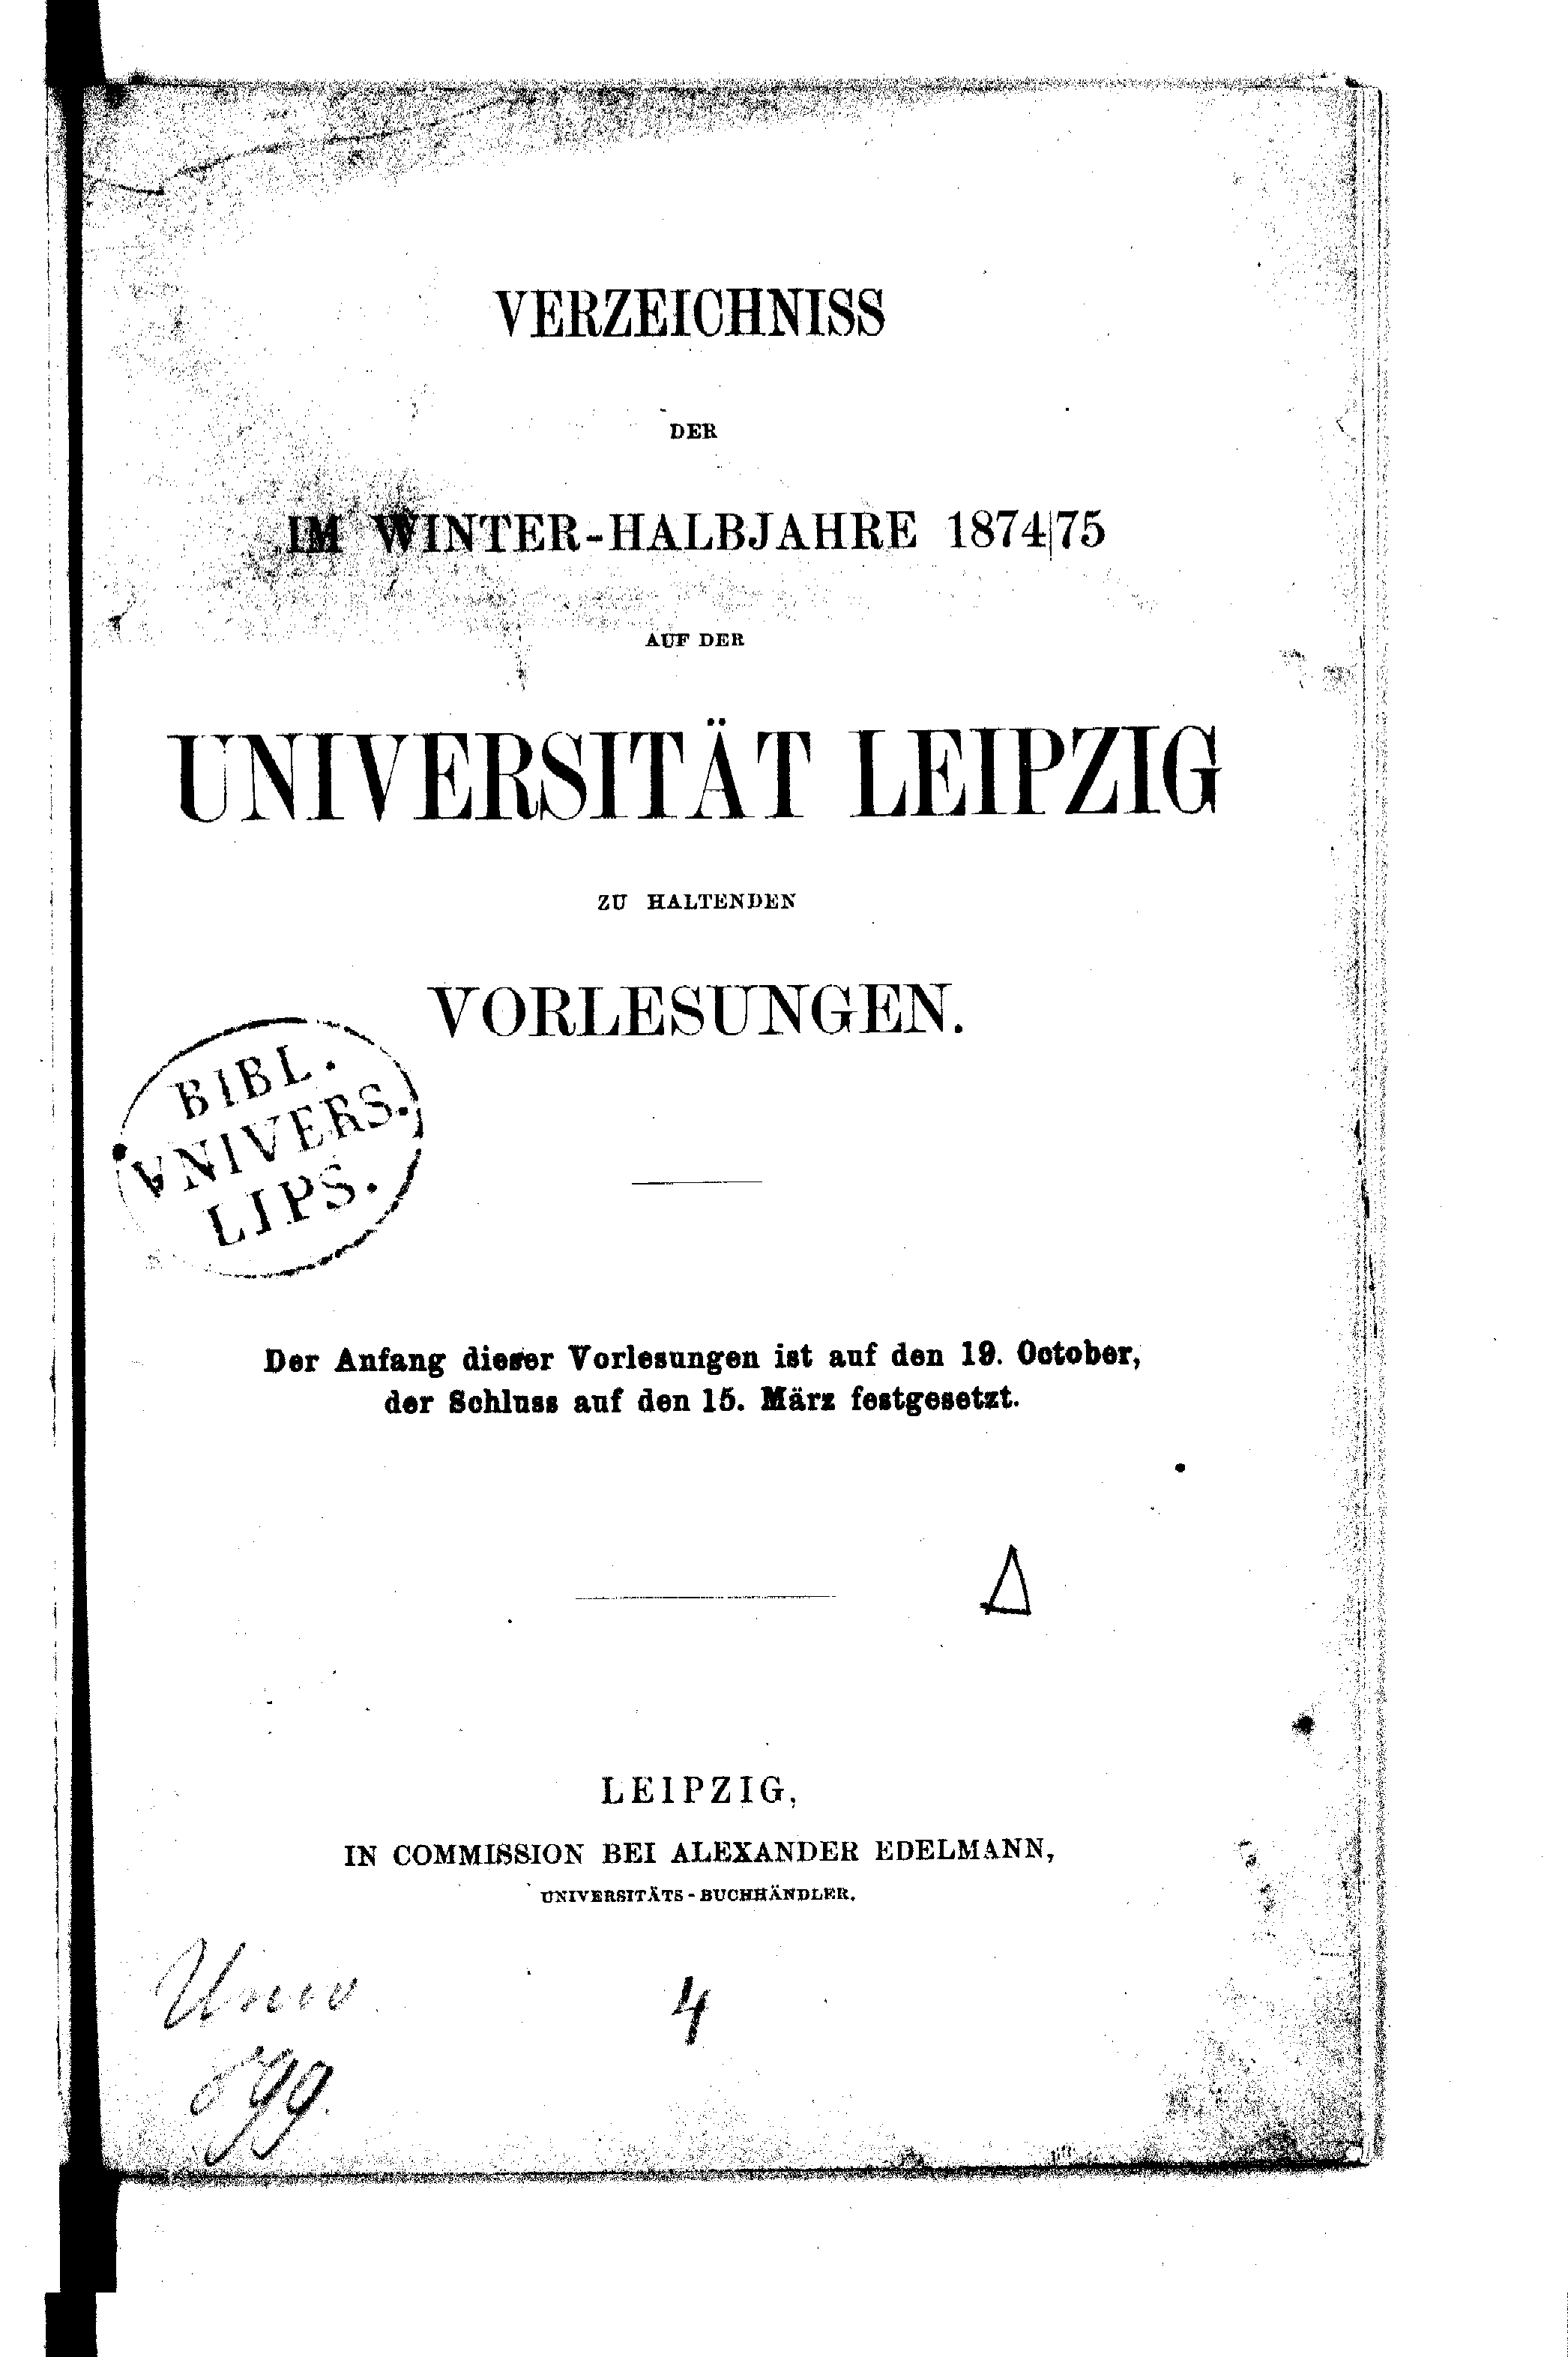 VERZEICHNISS
DER
IM WINTER-HALBJAHRE 1874|75
AUF DER
UNIVERSITÄT LEIPZIG
ZU HALTENDEN
VORLESUNGEN.
BIBL.
VNIVERS.
LIPS.
Der Anfang dieser Vorlesungen ist auf den 19. October,
der Schluss auf den 15. März festgesetzt.
Δ
LEIPZIG,
IN COMMISSION BEI ALEXANDER EDELMANN,
UNIVERSITÄTS-BUCHHÄNDLER.
Univ.
899.
4